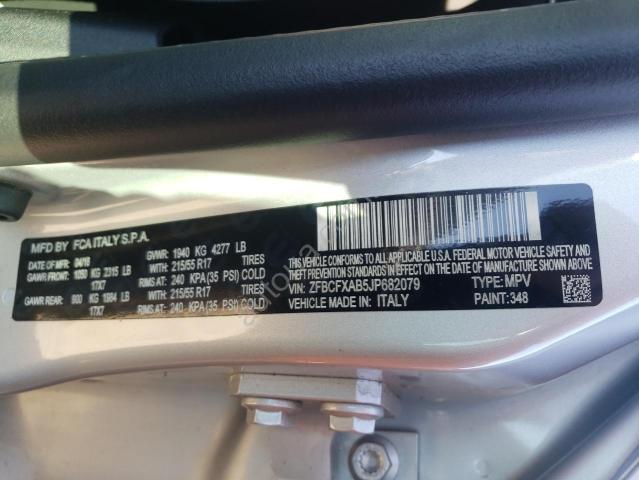 MFD BY FCA ITALY S.P.A.
DATE OF MFR: 04/18 GVWR: 1940 KG 4277 LB
GAWR FRONT: 1050 KG 2315 LB WITH: 215/55 R17 TIRES
17X7 RIMS AT: 240 KPA (35 PSI) COLD
GAWR REAR: 900 KG 1984 LB WITH: 215/55 R17 TIRES
17X7 RIMS AT: 240 KPA (35 PSI) COLD
THIS VEHICLE CONFORMS TO ALL APPLICABLE U.S.A. FEDERAL MOTOR VEHICLE SAFETY
STANDARDS IN EFFECT ON THE DATE OF MANUFACTURE SHOWN ABOVE.
VIN: ZFBCFXAB5JP682079 TYPE: MPV
VEHICLE MADE IN: ITALY PAINT: 348